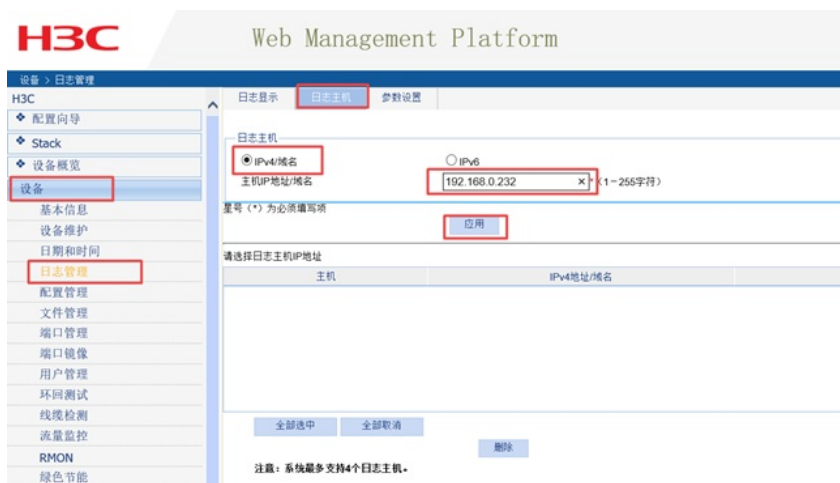 H3C
Web Management Platform
设备 > 日志管理
H3C
配置向导
Stack
设备概览
设备
基本信息
设备维护
日期和时间
日志管理
配置管理
文件管理
端口管理
端口镜像
用户管理
环回测试
线缆检测
流量监控
RMON
绿色节能
日志显示 日志主机 参数设置
日志主机
IPv4/域名 IPv6
主机IP地址/域名 192.168.0.232 × * (1-255字符)
星号(*)为必须填写项
应用
请选择日志主机IP地址
主机 IPv4地址/域名
全部选中 全部取消
删除
注意：系统最多支持4个日志主机。